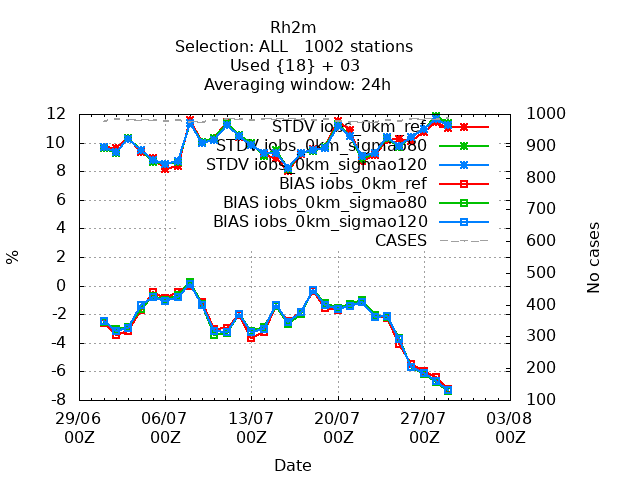 Rh2m
Selection: ALL   1002 stations
Used {18} + 03
Averaging window: 24h
STDV iobs_0km_ref
STDV iobs_0km_sigmao80
STDV iobs_0km_sigmao120
BIAS iobs_0km_ref
BIAS iobs_0km_sigmao80
BIAS iobs_0km_sigmao120
CASES
12
10
8
6
4
2
0
-2
-4
-6
-8
%
1000
900
800
700
600
500
400
300
200
100
No cases
29/06 06/07 13/07 20/07 27/07 03/08
00Z 00Z 00Z 00Z 00Z 00Z
Date